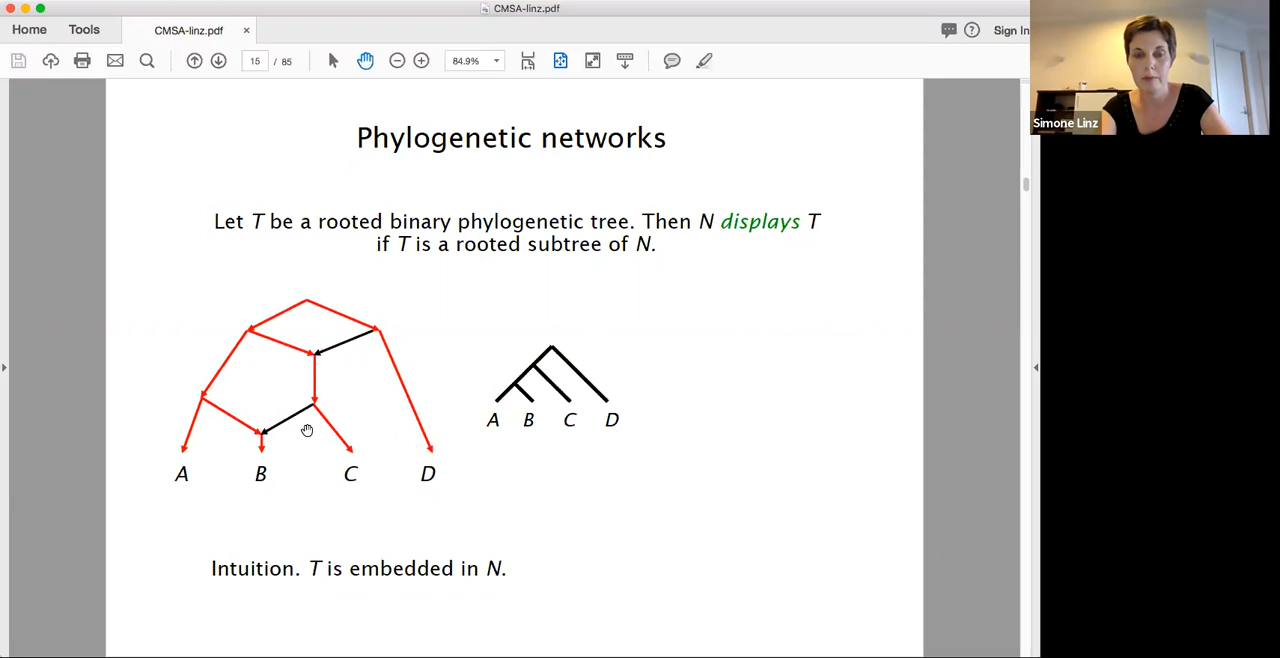 CMSA-linz.pdf
Home Tools CMSA-linz.pdf × Sign In
15 / 85 84.9%
Simone Linz
Phylogenetic networks
Let T be a rooted binary phylogenetic tree. Then N displays T
if T is a rooted subtree of N.
A B C D
A B C D
Intuition. T is embedded in N.